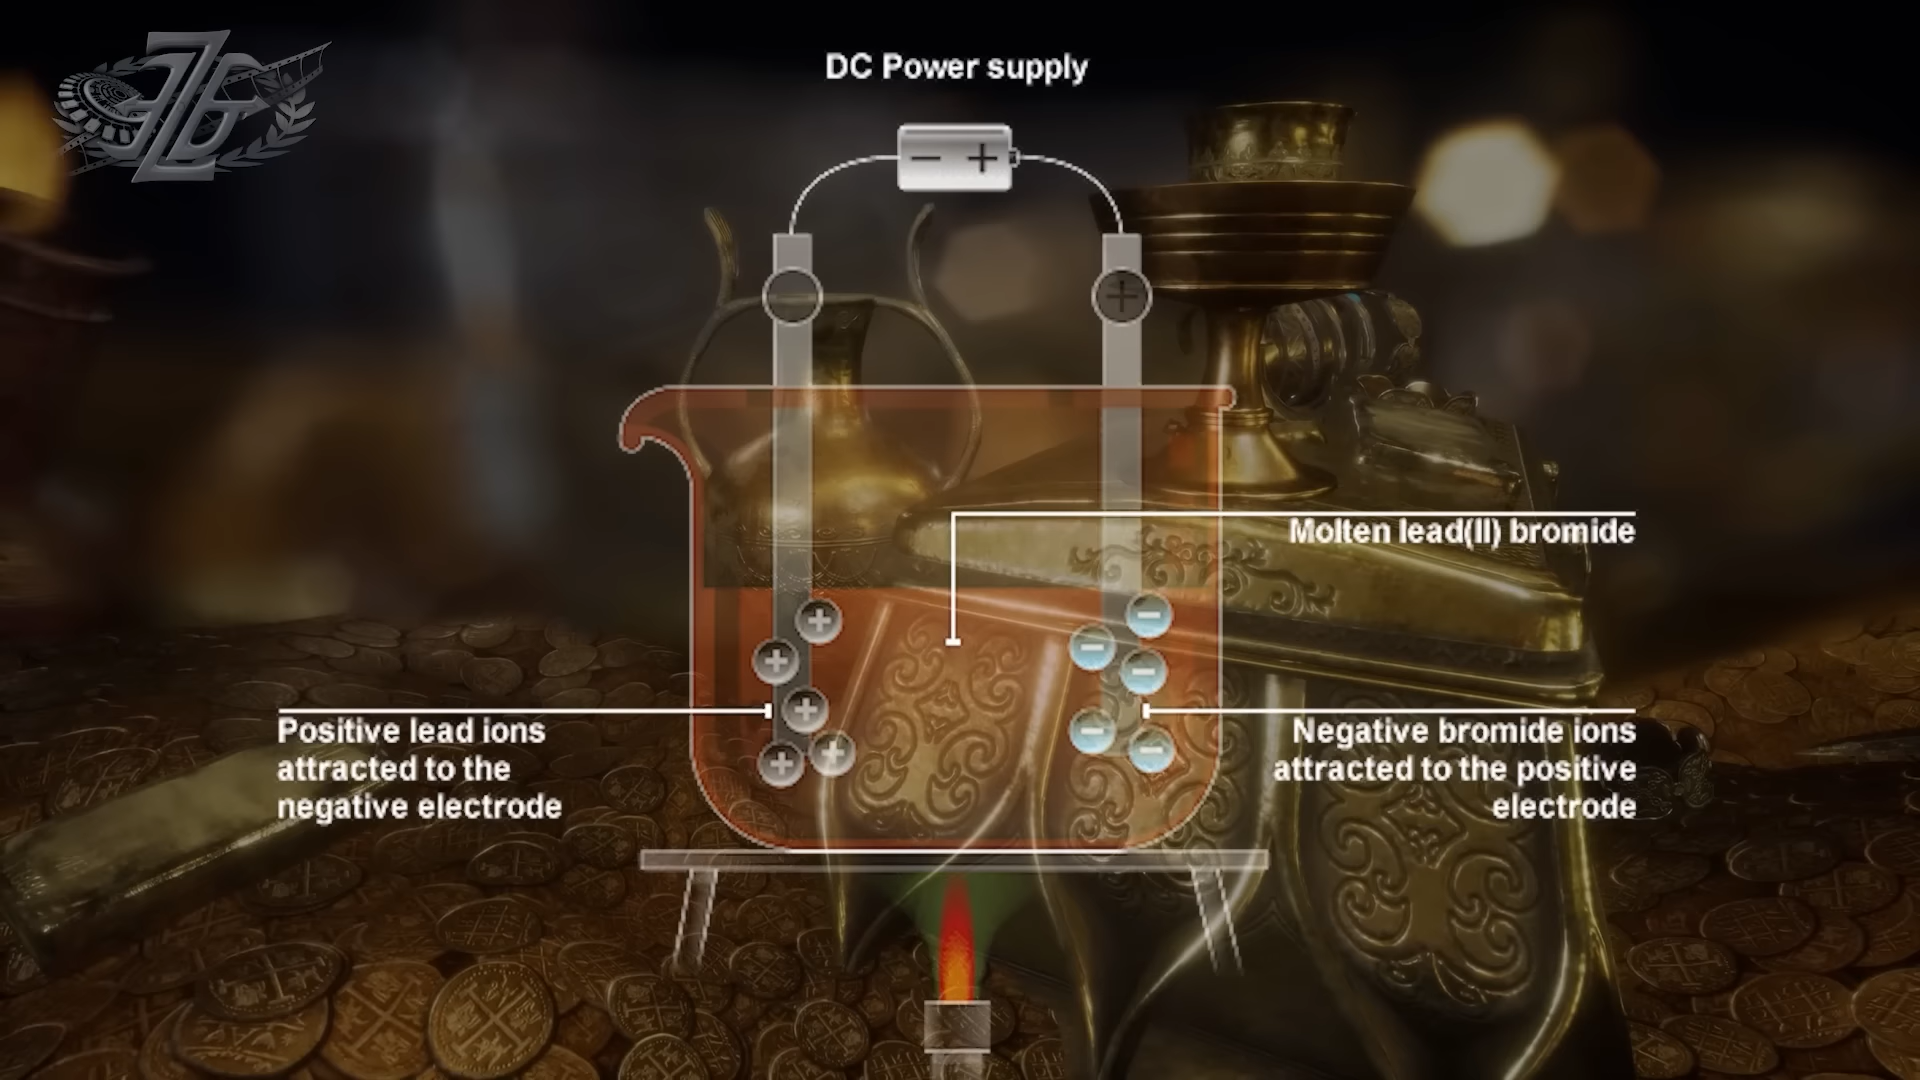 DC Power supply
Molten lead(II) bromide
Positive lead ions
attracted to the
negative electrode
Negative bromide ions
attracted to the positive
electrode